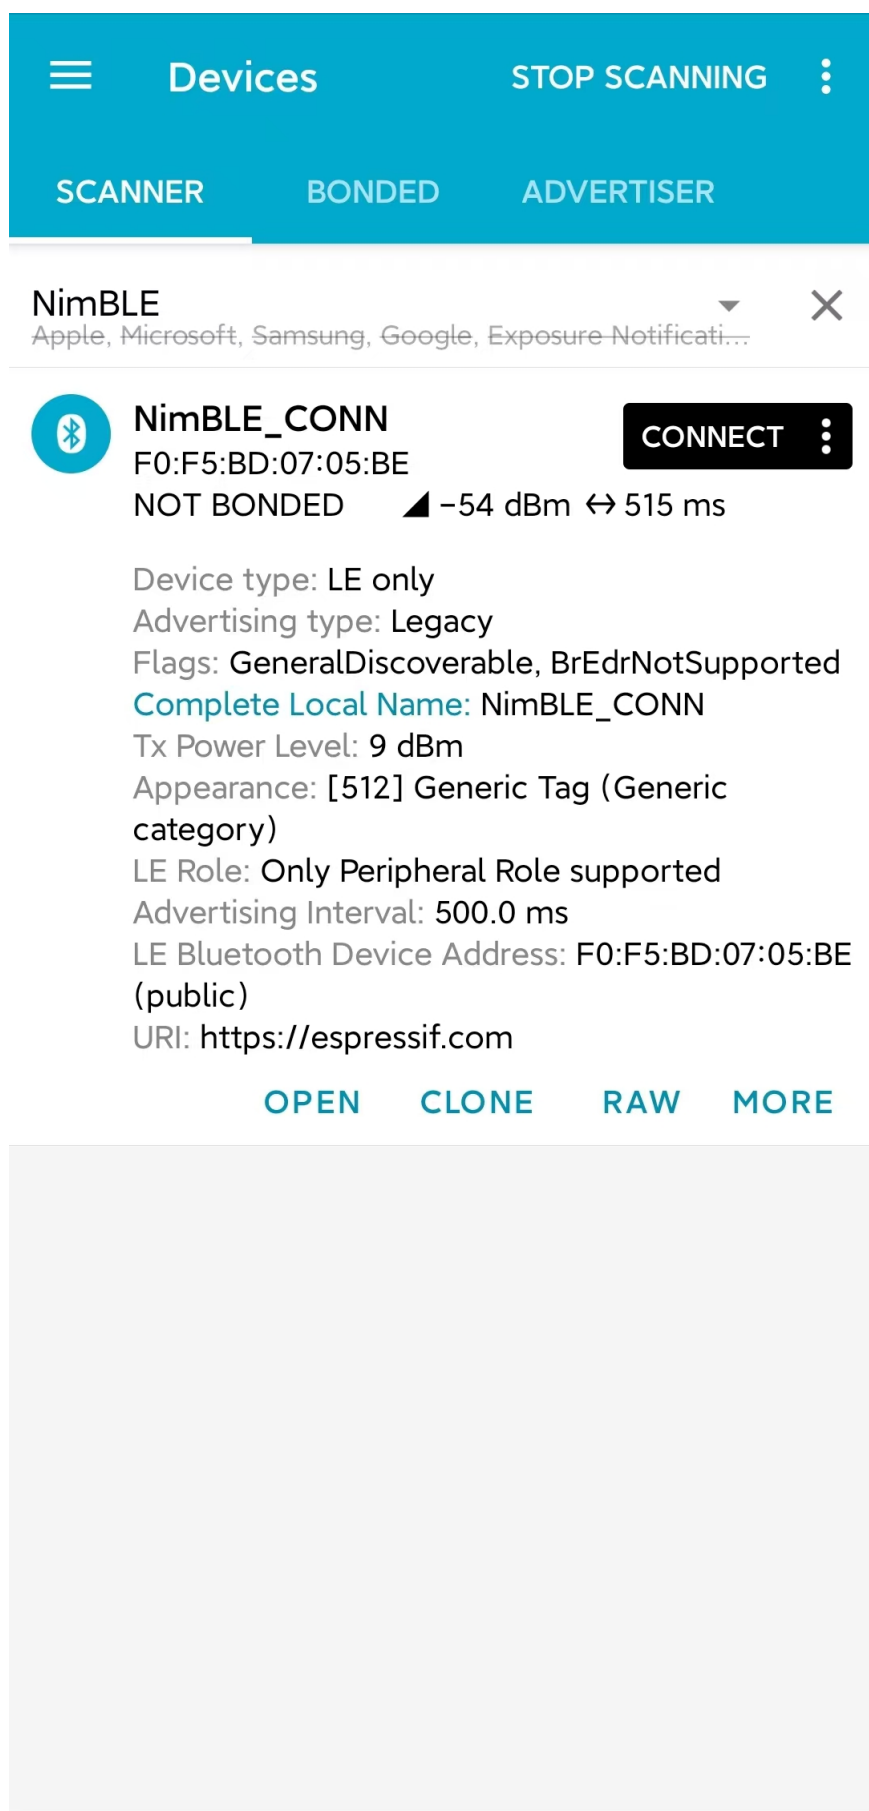 Devices STOP SCANNING
SCANNER BONDED ADVERTISER
NimBLE
Apple, Microsoft, Samsung, Google, Exposure Notificati...
NimBLE_CONN
CONNECT
F0:F5:BD:07:05:BE
NOT BONDED -54 dBm ↔ 515 ms
Device type: LE only
Advertising type: Legacy
Flags: GeneralDiscoverable, BrEdrNotSupported
Complete Local Name: NimBLE_CONN
Tx Power Level: 9 dBm
Appearance: [512] Generic Tag (Generic
category)
LE Role: Only Peripheral Role supported
Advertising Interval: 500.0 ms
LE Bluetooth Device Address: F0:F5:BD:07:05:BE
(public)
URI: https://espressif.com
OPEN CLONE RAW MORE